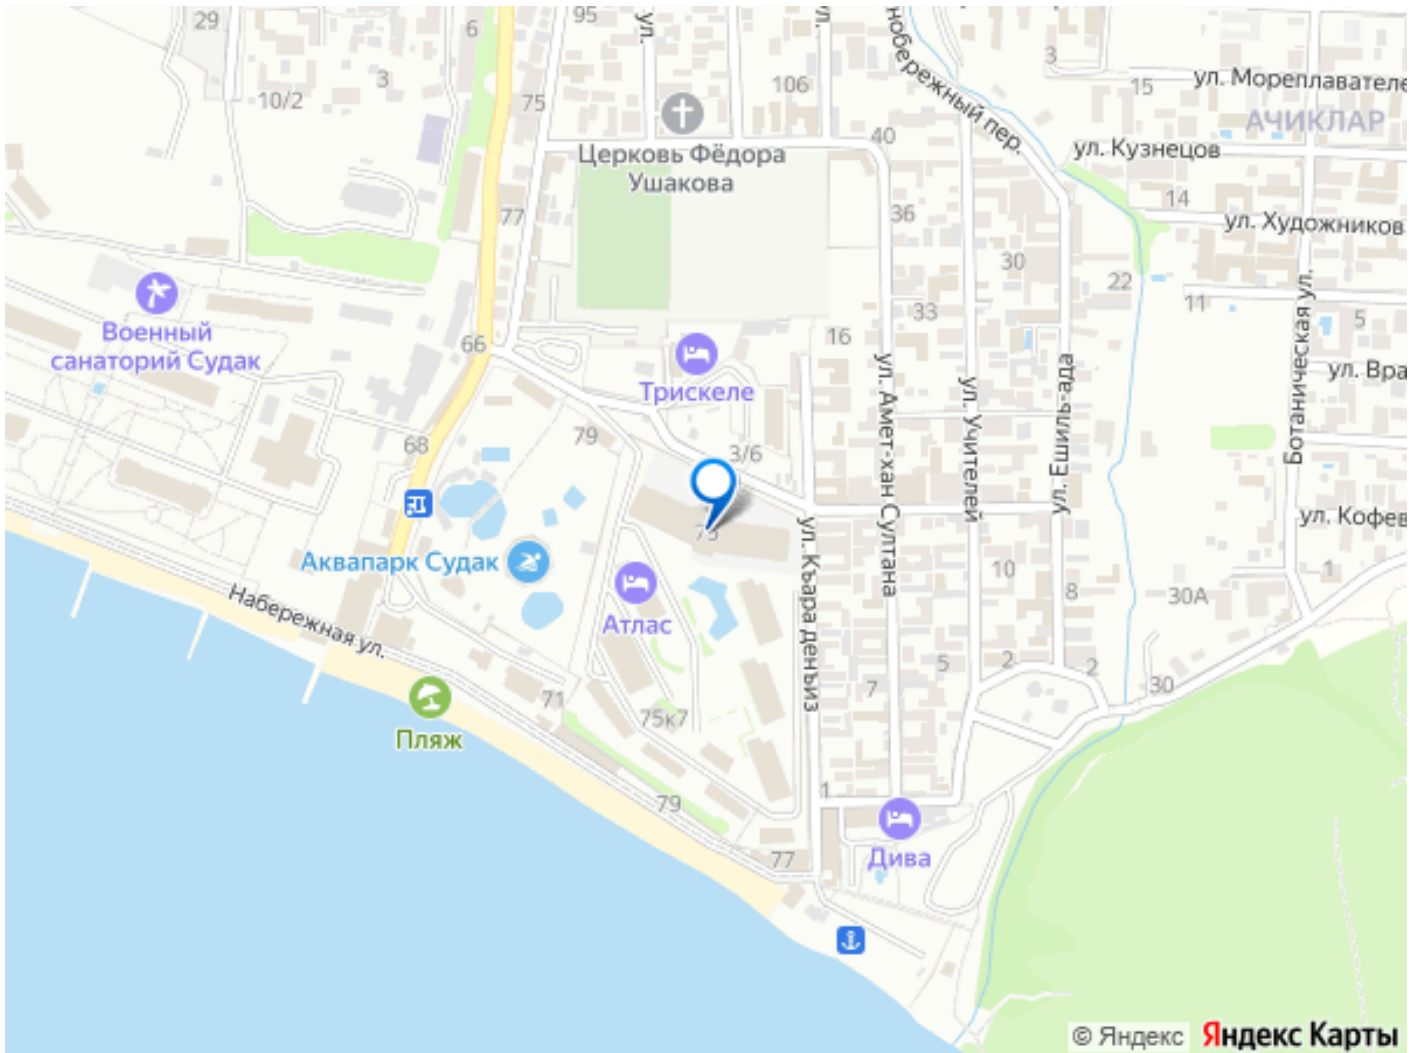 29
6
95
ул.
ул.
3
10/2
75
106
нобережный пер.
3
15
ул. Мореплавателе
АЧИКЛАР
40
ул. Кузнецов
Церковь Фёдора
Ушакова
77
36
14
ул. Художников
30
22
Военный
санаторий Судак
11
33
5
66
16
Трискеле
ул. Вра
ул. Амет-хан Султана
ул. Учителей
ул. Ешиль-ада
Ботаническая ул.
68
79
3/6
75
ул. Къара денъиз
ул. Кофев
Аквапарк Судак
Атлас
10
8
30А
1
Набережная ул.
71
75к7
7
5
2
2
30
Пляж
79
1
77
Дива
© Яндекс Яндекс Карты